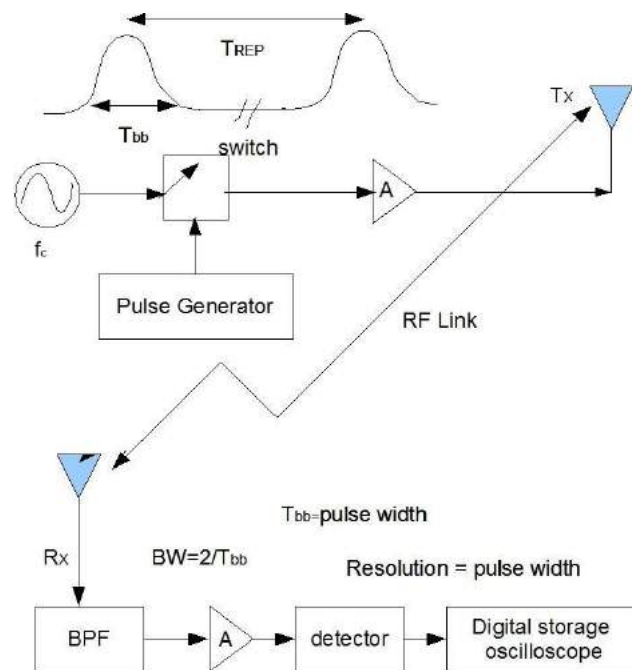 TREP
Tx
Tbb
switch
A
fc
Pulse Generator
RF Link
Tbb=pulse width
Rx
BW=2/Tbb
Resolution = pulse width
BPF
A
detector
Digital storage
oscilloscope